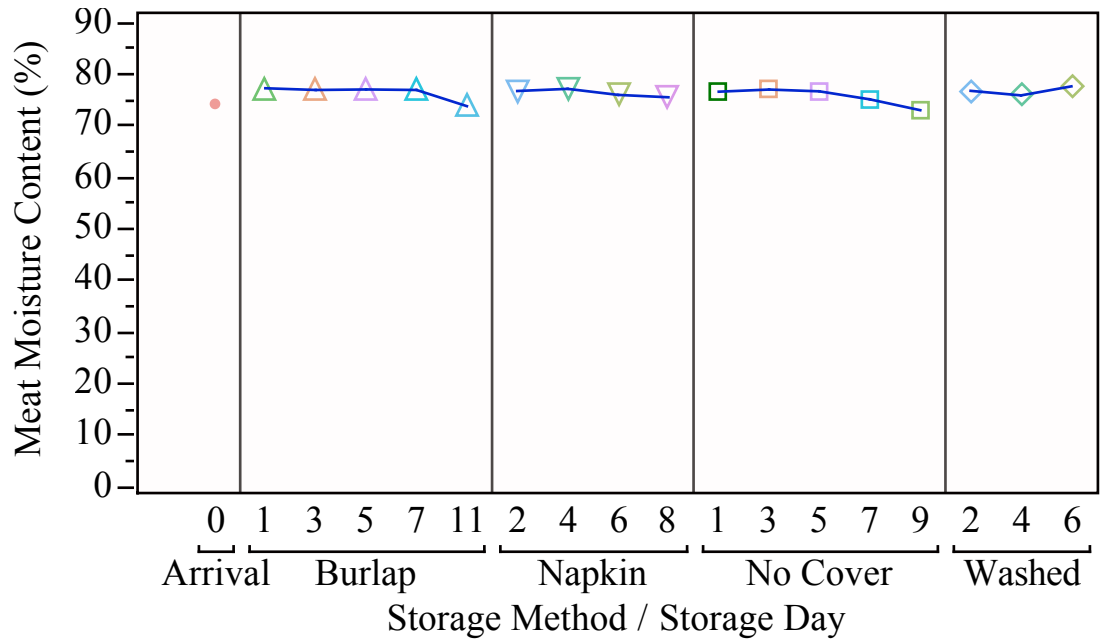 Meat Moisture Content (%)
90
80
70
60
50
40
30
20
10
0
0 1 3 5 7 11 2 4 6 8 1 3 5 7 9 2 4 6
Arrival Burlap Napkin No Cover Washed
Storage Method / Storage Day